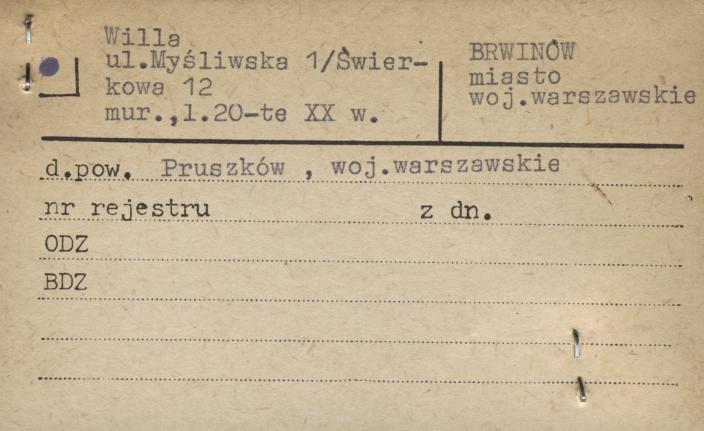 Willa
ul.Myśliwska 1/Świer-
kowa 12
mur.,l.20-te XX w.
BRWINÓW
miasto
woj.warszawskie
d.pow. Pruszków , woj.warszawskie
nr rejestru z dn.
ODZ
BDZ